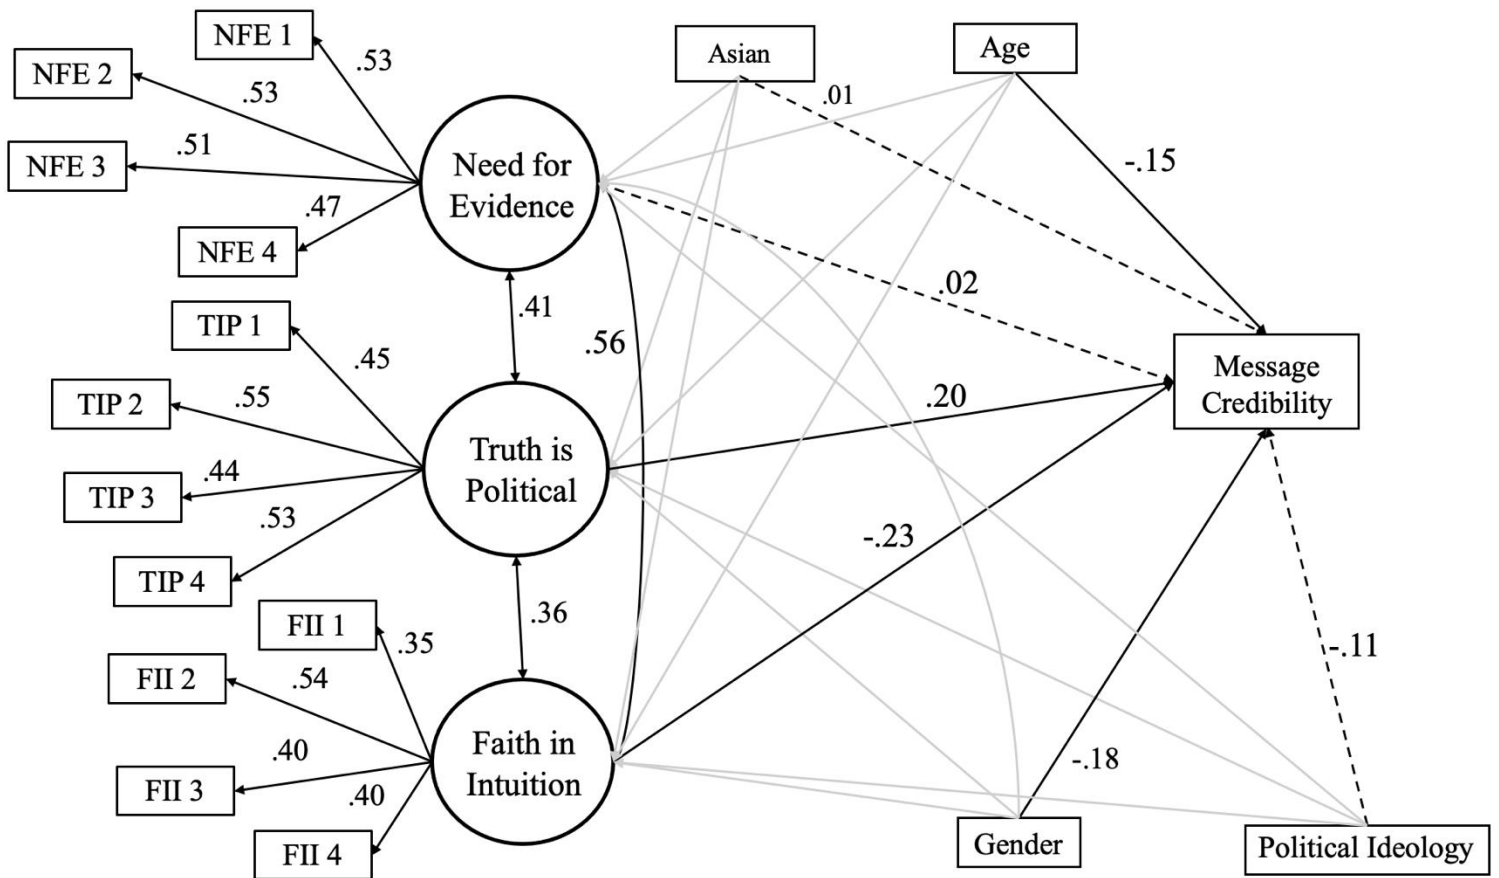 NFE 1
Asian
Age
NFE 2
.53
.53
.01
NFE 3
.51
Need for
Evidence
-.15
.47
NFE 4
.02
TIP 1
.41
.45
.56
Message
Credibility
TIP 2
.55
.20
Truth is
Political
TIP 3
.44
.53
-.23
TIP 4
FII 1
.36
.35
-.11
FII 2
.54
Faith in
Intuition
.40
-.18
FII 3
.40
FII 4
Gender
Political Ideology